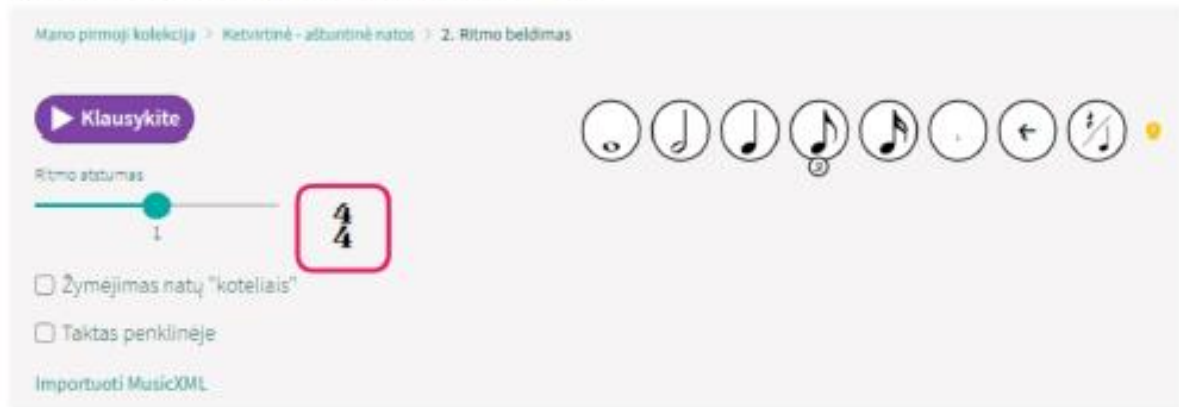 Mano pirmoji kolekcija > Ketvirtinė - aštuntinė natos > 2. Ritmo beldimas
Klausykite
Ritmo atstumas
1
4
4
Žymėjimas natų "koteliais"
Taktas penklinėje
Importuoti MusicXML